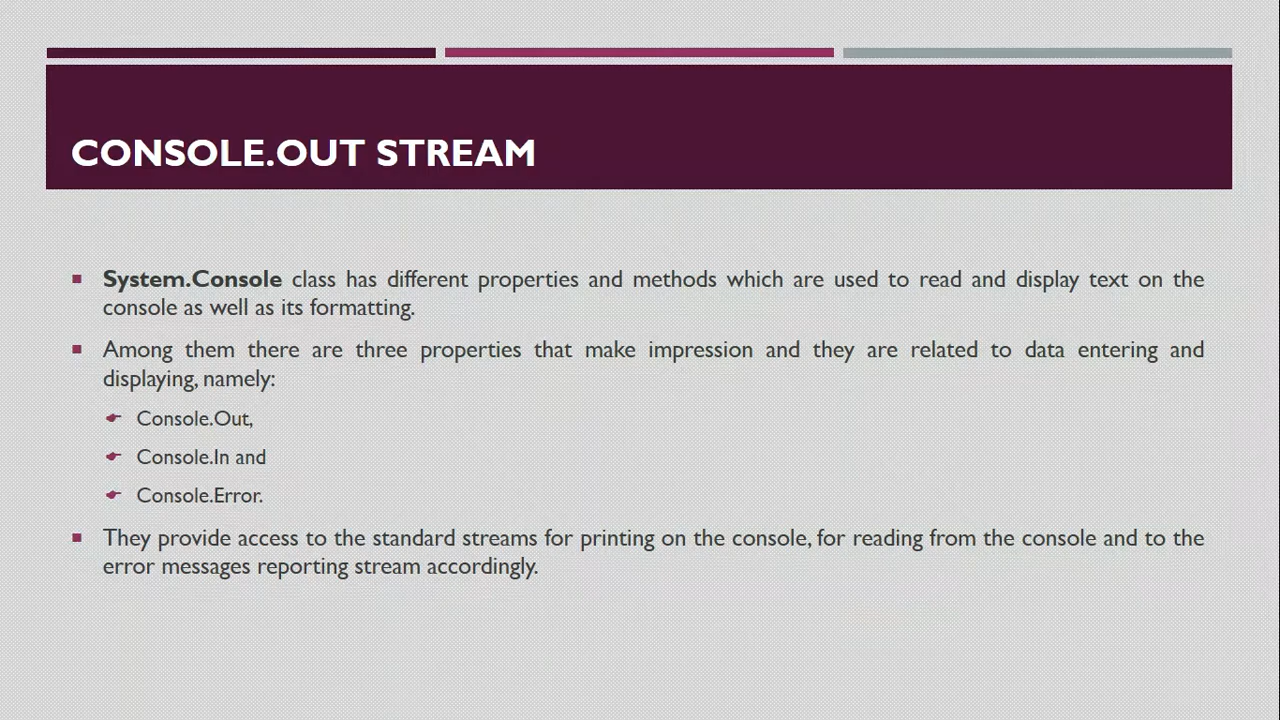 CONSOLE.OUT STREAM
System.Console class has different properties and methods which are used to read and display text on the
console as well as its formatting.
Among them there are three properties that make impression and they are related to data entering and
displaying, namely:
Console.Out,
Console.In and
Console.Error.
They provide access to the standard streams for printing on the console, for reading from the console and to the
error messages reporting stream accordingly.